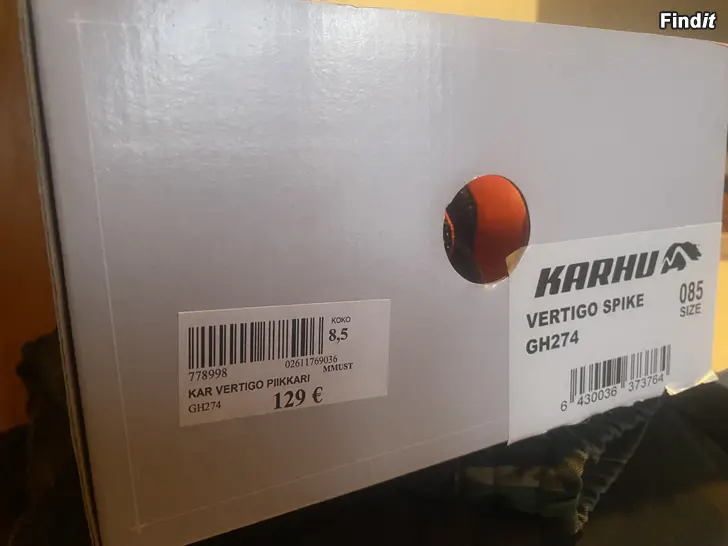 Findit
KOKO
8,5
778998
02611769036
MMUST
KAR VERTIGO PIIKKARI
GH274
129 €
KARHU
VERTIGO SPIKE
085
SIZE
GH274
6 430036 373764